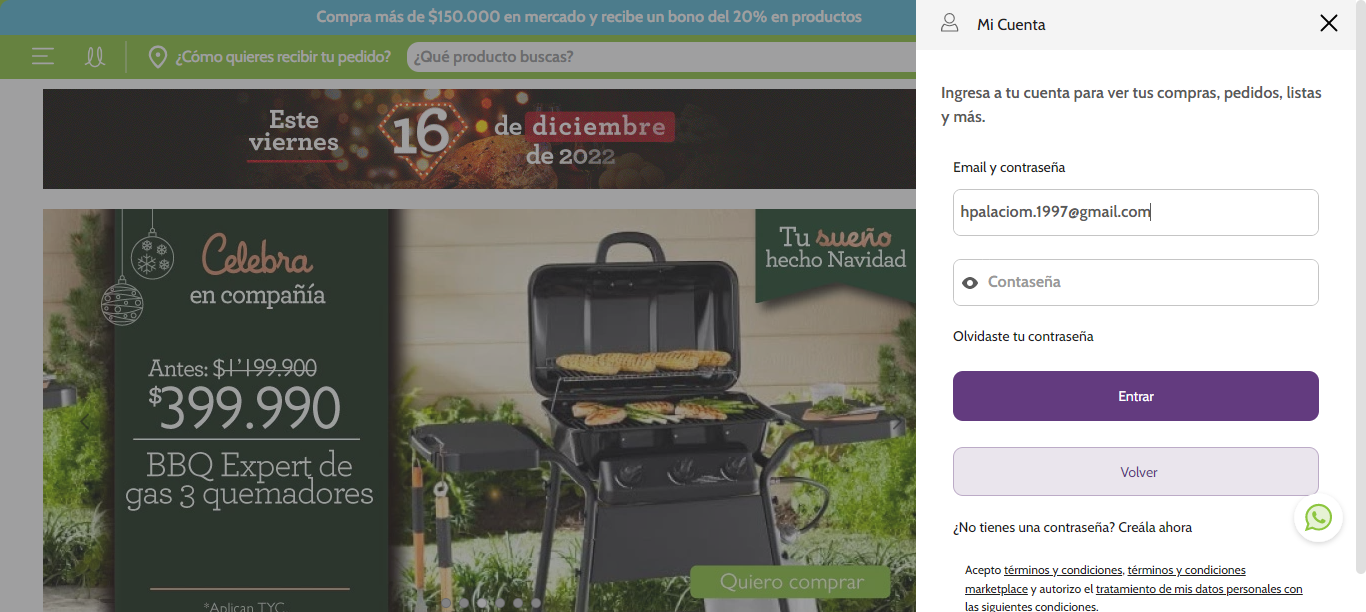 Compra más de $150.000 en mercado y recibe un bono del 20% en productos
¿Cómo quieres recibir tu pedido?
¿Qué producto buscas?
Este
viernes
16
de diciembre
de 2022
Celebra
en compañía
Antes: $1'199.900
$399.990
BBQ Expert de
gas 3 quemadores
*Aplican TYC
Tu sueño
hecho Navidad
Quiero comprar
Mi Cuenta
Ingresa a tu cuenta para ver tus compras, pedidos, listas
y más.
Email y contraseña
hpalaciom.1997@gmail.com
Contaseña
Olvidaste tu contraseña
Entrar
Volver
¿No tienes una contraseña? Creála ahora
Acepto términos y condiciones, términos y condiciones
marketplace y autorizo el tratamiento de mis datos personales con
las siguientes condiciones.